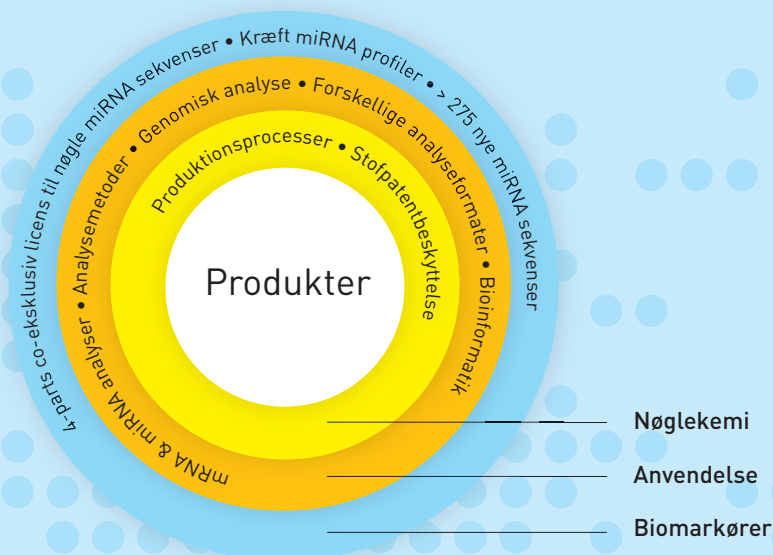 4-parts co-eksklusiv licens til nøgle miRNA sekvenser • Kræft miRNA profiler • > 275 nye miRNA sekvenser
mRNA & miRNA analyser • Analysemetoder • Genomisk analyse • Forskellige analyseformater • Bioinformatik
Produktionsprocesser • Stofpatentbeskyttelse
Produkter
Nøglekemi
Anvendelse
Biomarkører